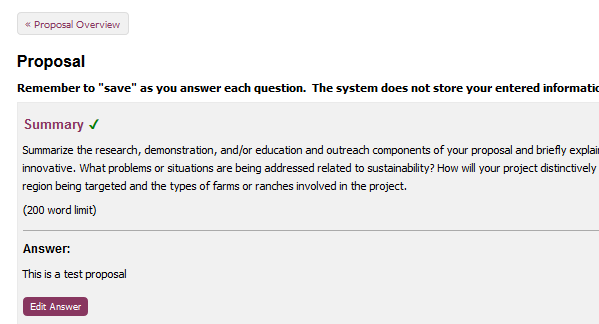 « Proposal Overview
Proposal
Remember to "save" as you answer each question. The system does not store your entered
Summary ✔
Summarize the research, demonstration, and/or education and outreach components of your proposal and briefly
innovative. What problems or situations are being addressed related to sustainability? How will your project distinctively
region being targeted and the types of farms or ranches involved in the project.
(200 word limit)
Answer:
This is a test proposal
Edit Answer